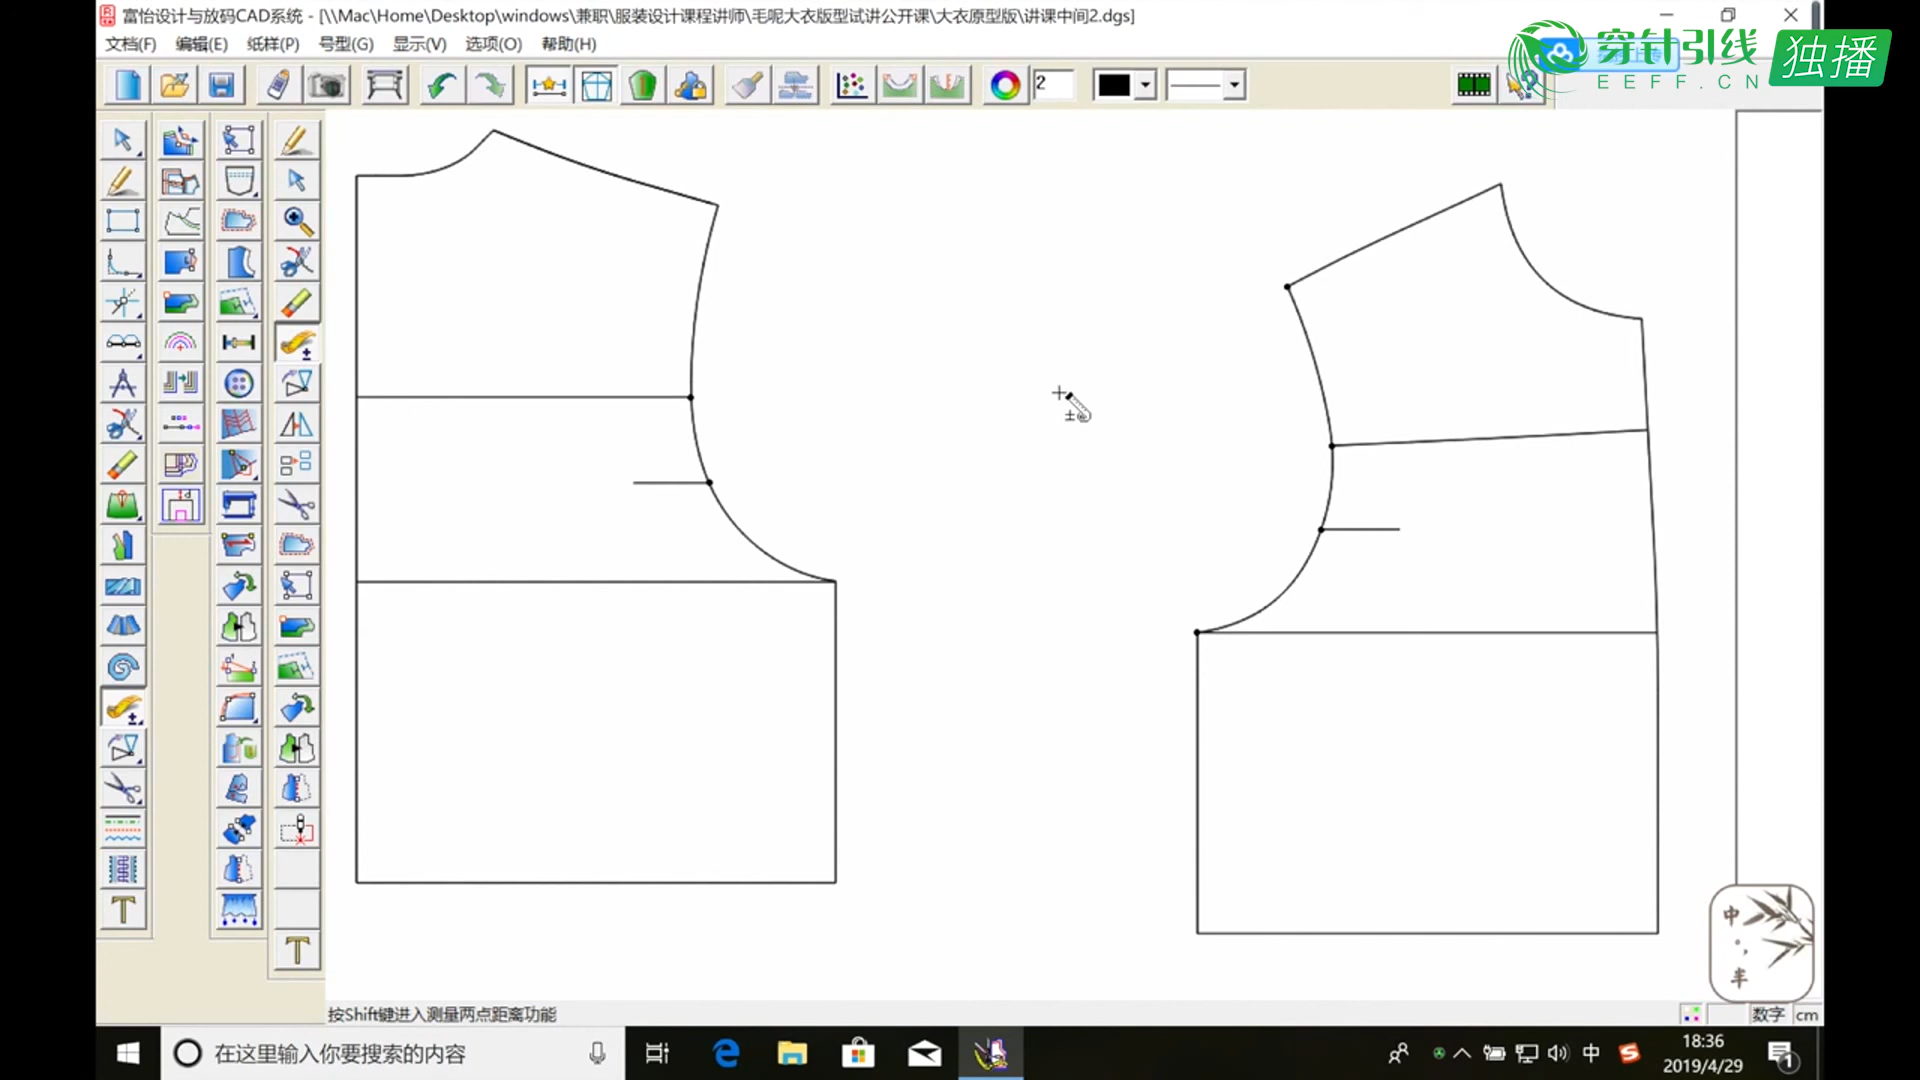 富怡设计与放码CAD系统 - [\\Mac\Home\Desktop\windows\兼职\服装设计课程讲师\毛呢大衣版型试讲公开课\大衣原型版\讲课中间2.dgs]
文档(F) 编辑(E) 纸样(P) 号型(G) 显示(V) 选项(O) 帮助(H)
穿针引线 独播
EEFF.CN
2
T
T
中
半
按Shift键进入测量两点距离功能
数字 cm
在这里输入你要搜索的内容
中
18:36
2019/4/29
1